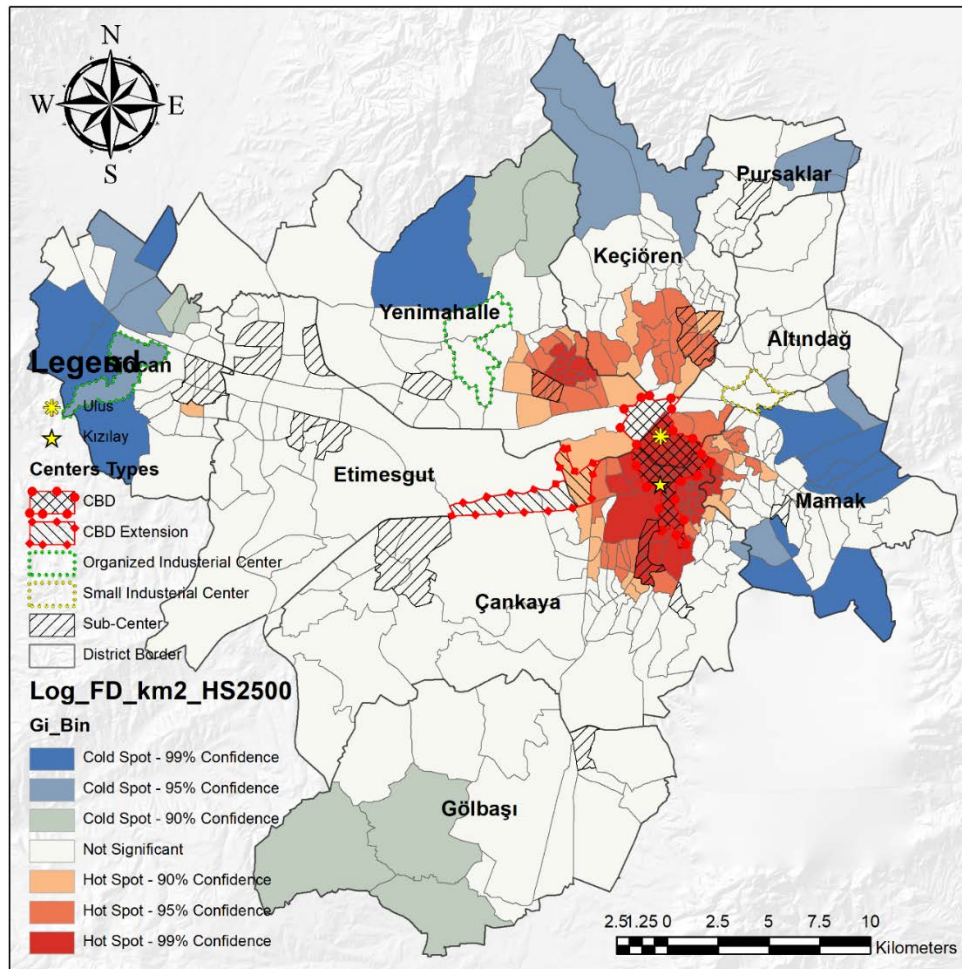 N
W E
S
Pursaklar
Keçiören
Yenimahalle
Altındağ
Legend
Ulus
Kızılay
Etimesgut
Mamak
Centers Types
CBD
CBD Extension
Organized Industerial Center
Small Industerial Center
Çankaya
Sub-Center
District Border
Log_FD_km2_HS2500
Gi_Bin
Cold Spot - 99% Confidence
Cold Spot - 95% Confidence
Gölbaşı
Cold Spot - 90% Confidence
Not Significant
Hot Spot - 90% Confidence
Hot Spot - 95% Confidence
Hot Spot - 99% Confidence
2.51.25 0 2.5 5 7.5 10
Kilometers